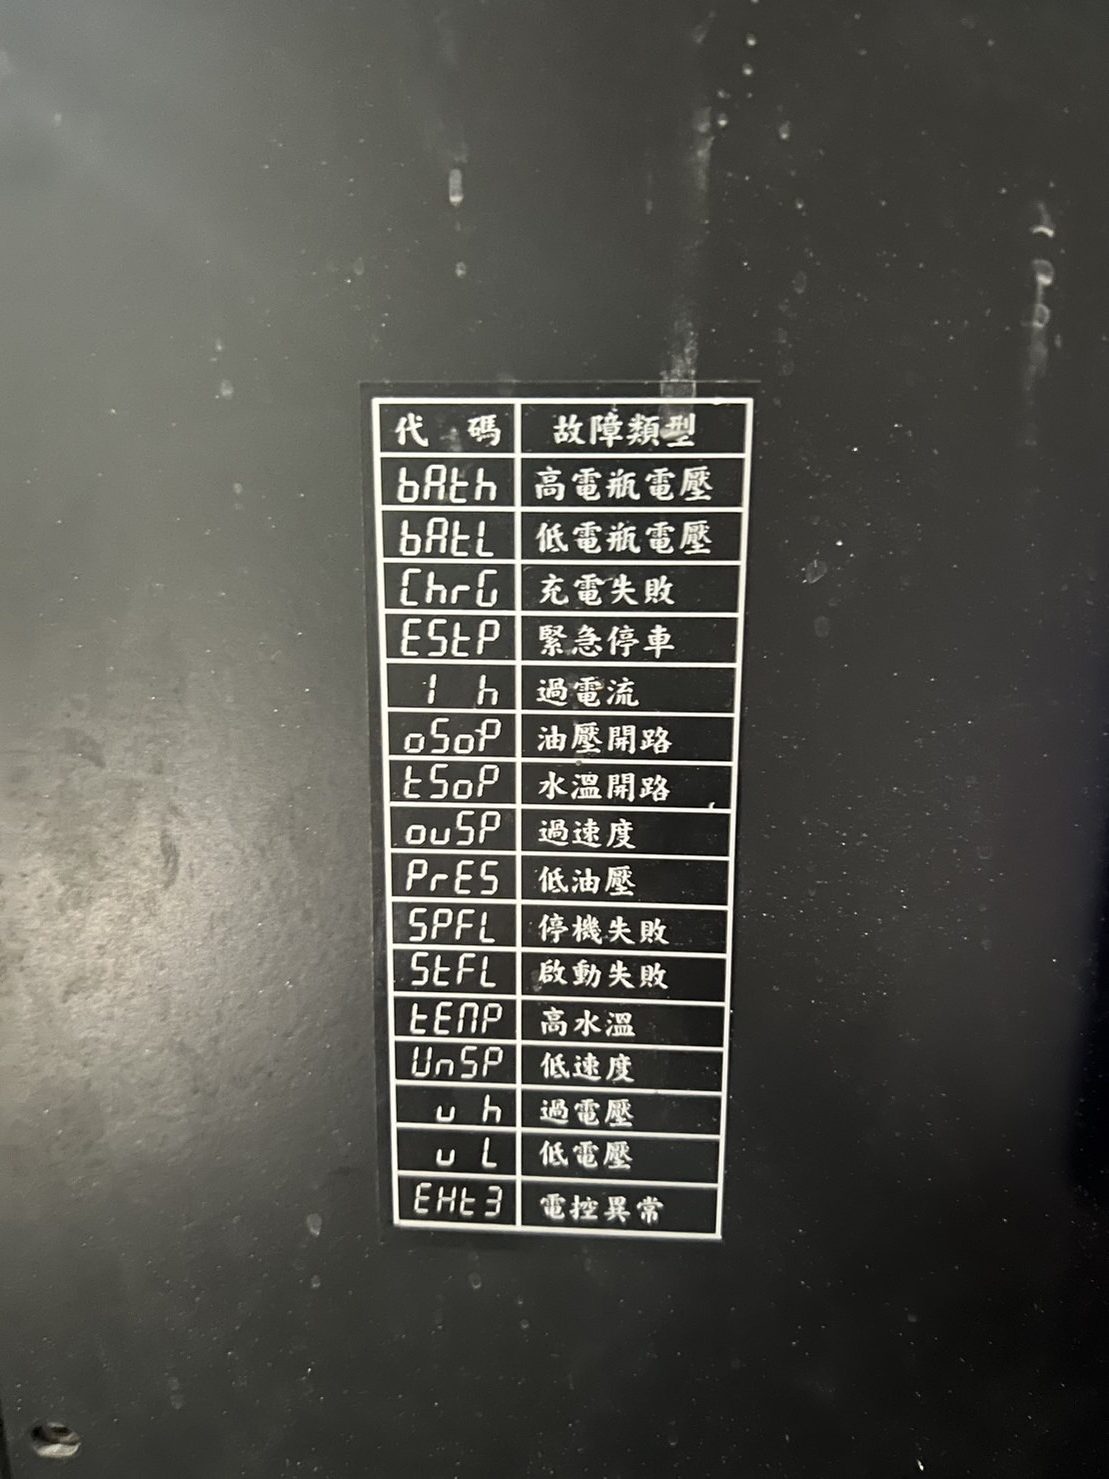 代 碼 故障類型
bAth 高電瓶電壓
bAtL 低電瓶電壓
ChrG 充電失敗
EStP 緊急停車
I h 過電流
oSoP 油壓開路
tSoP 水溫開路
ouSP 過速度
PrES 低油壓
SPFL 停機失敗
StFL 啟動失敗
tEMP 高水溫
UnSP 低速度
u h 過電壓
u L 低電壓
EHt3 電控異常